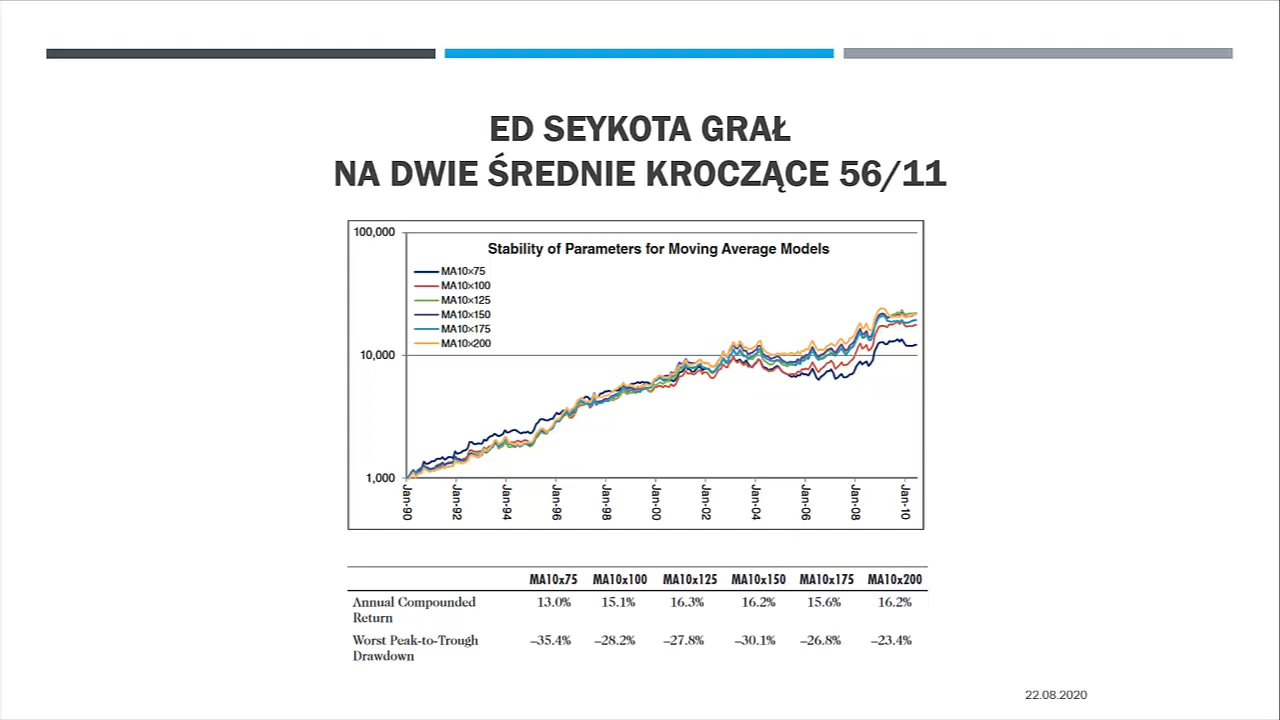 ED SEYKOTA GRAŁ
NA DWIE ŚREDNIE KROCZĄCE 56/11
100,000
Stability of Parameters for Moving Average Models
MA10×75
MA10×100
MA10×125
MA10×150
MA10×175
MA10×200
10,000
1,000
Jan-90 Jan-92 Jan-94 Jan-96 Jan-98 Jan-00 Jan-02 Jan-04 Jan-06 Jan-08 Jan-10
MA10x75 MA10x100 MA10x125 MA10x150 MA10x175 MA10x200
Annual Compounded 13.0% 15.1% 16.3% 16.2% 15.6% 16.2%
Return
Worst Peak-to-Trough –35.4% –28.2% –27.8% –30.1% –26.8% –23.4%
Drawdown
22.08.2020